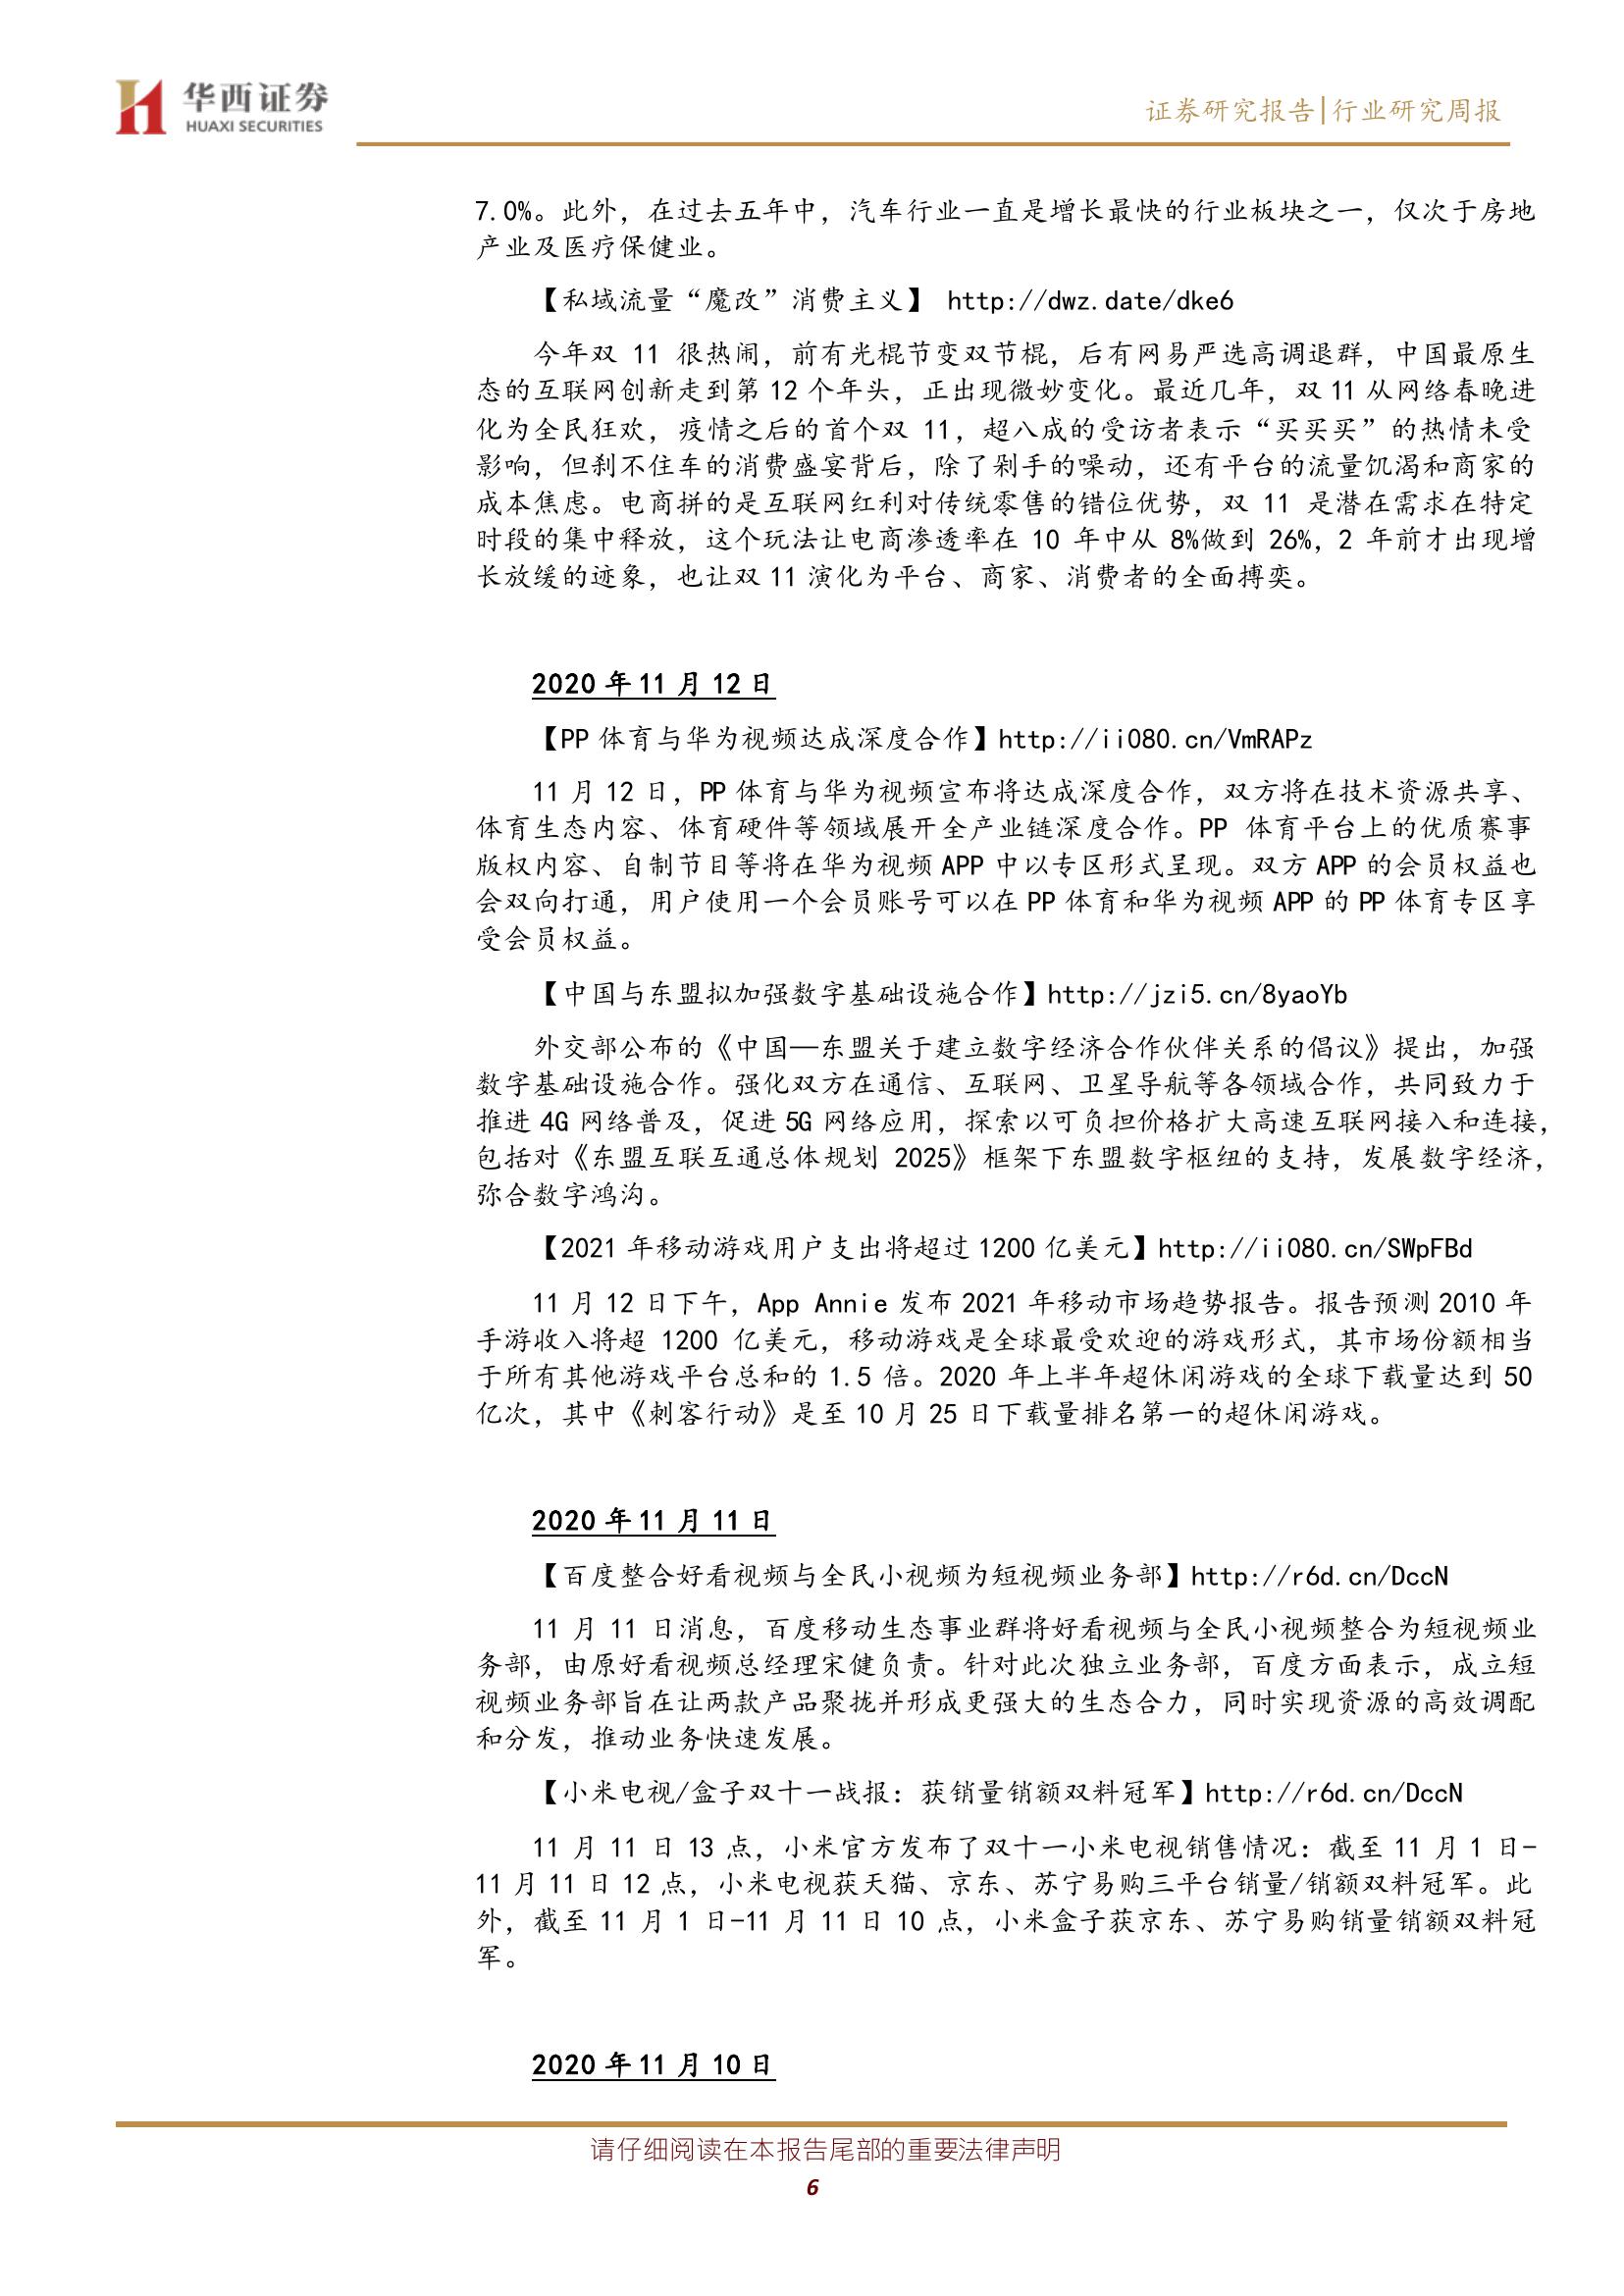 华西证券
HUAXI SECURITIES
证券研究报告|行业研究周报
7.0%。此外，在过去五年中，汽车行业一直是增长最快的行业板块之一，仅次于房地
产业及医疗保健业。
【私域流量“魔改”消费主义】 http://dwz.date/dke6
今年双 11 很热闹，前有光棍节变双节棍，后有网易严选高调退群，中国最原生
态的互联网创新走到第 12 个年头，正出现微妙变化。最近几年，双 11 从网络春晚进
化为全民狂欢，疫情之后的首个双 11，超八成的受访者表示“买买买”的热情未受
影响，但刹不住车的消费盛宴背后，除了剁手的噪动，还有平台的流量饥渴和商家的
成本焦虑。电商拼的是互联网红利对传统零售的错位优势，双 11 是潜在需求在特定
时段的集中释放，这个玩法让电商渗透率在 10 年中从 8%做到 26%，2 年前才出现增
长放缓的迹象，也让双 11 演化为平台、商家、消费者的全面搏奕。
2020 年 11 月 12 日
【PP 体育与华为视频达成深度合作】http://ii080.cn/VmRAPz
11 月 12 日，PP 体育与华为视频宣布将达成深度合作，双方将在技术资源共享、
体育生态内容、体育硬件等领域展开全产业链深度合作。PP 体育平台上的优质赛事
版权内容、自制节目等将在华为视频 APP 中以专区形式呈现。双方 APP 的会员权益也
会双向打通，用户使用一个会员账号可以在 PP 体育和华为视频 APP 的 PP 体育专区享
受会员权益。
【中国与东盟拟加强数字基础设施合作】http://jzi5.cn/8yaoYb
外交部公布的《中国—东盟关于建立数字经济合作伙伴关系的倡议》提出，加强
数字基础设施合作。强化双方在通信、互联网、卫星导航等各领域合作，共同致力于
推进 4G 网络普及，促进 5G 网络应用，探索以可负担价格扩大高速互联网接入和连接，
包括对《东盟互联互通总体规划 2025》框架下东盟数字枢纽的支持，发展数字经济，
弥合数字鸿沟。
【2021 年移动游戏用户支出将超过 1200 亿美元】http://ii080.cn/SWpFBd
11 月 12 日下午，App Annie 发布 2021 年移动市场趋势报告。报告预测 2010 年
手游收入将超 1200 亿美元，移动游戏是全球最受欢迎的游戏形式，其市场份额相当
于所有其他游戏平台总和的 1.5 倍。2020 年上半年超休闲游戏的全球下载量达到 50
亿次，其中《刺客行动》是至 10 月 25 日下载量排名第一的超休闲游戏。
2020 年 11 月 11 日
【百度整合好看视频与全民小视频为短视频业务部】http://r6d.cn/DccN
11 月 11 日消息，百度移动生态事业群将好看视频与全民小视频整合为短视频业
务部，由原好看视频总经理宋健负责。针对此次独立业务部，百度方面表示，成立短
视频业务部旨在让两款产品聚拢并形成更强大的生态合力，同时实现资源的高效调配
和分发，推动业务快速发展。
【小米电视/盒子双十一战报：获销量销额双料冠军】http://r6d.cn/DccN
11 月 11 日 13 点，小米官方发布了双十一小米电视销售情况：截至 11 月 1 日-
11 月 11 日 12 点，小米电视获天猫、京东、苏宁易购三平台销量/销额双料冠军。此
外，截至 11 月 1 日-11 月 11 日 10 点，小米盒子获京东、苏宁易购销量销额双料冠
军。
2020 年 11 月 10 日
请仔细阅读在本报告尾部的重要法律声明
6